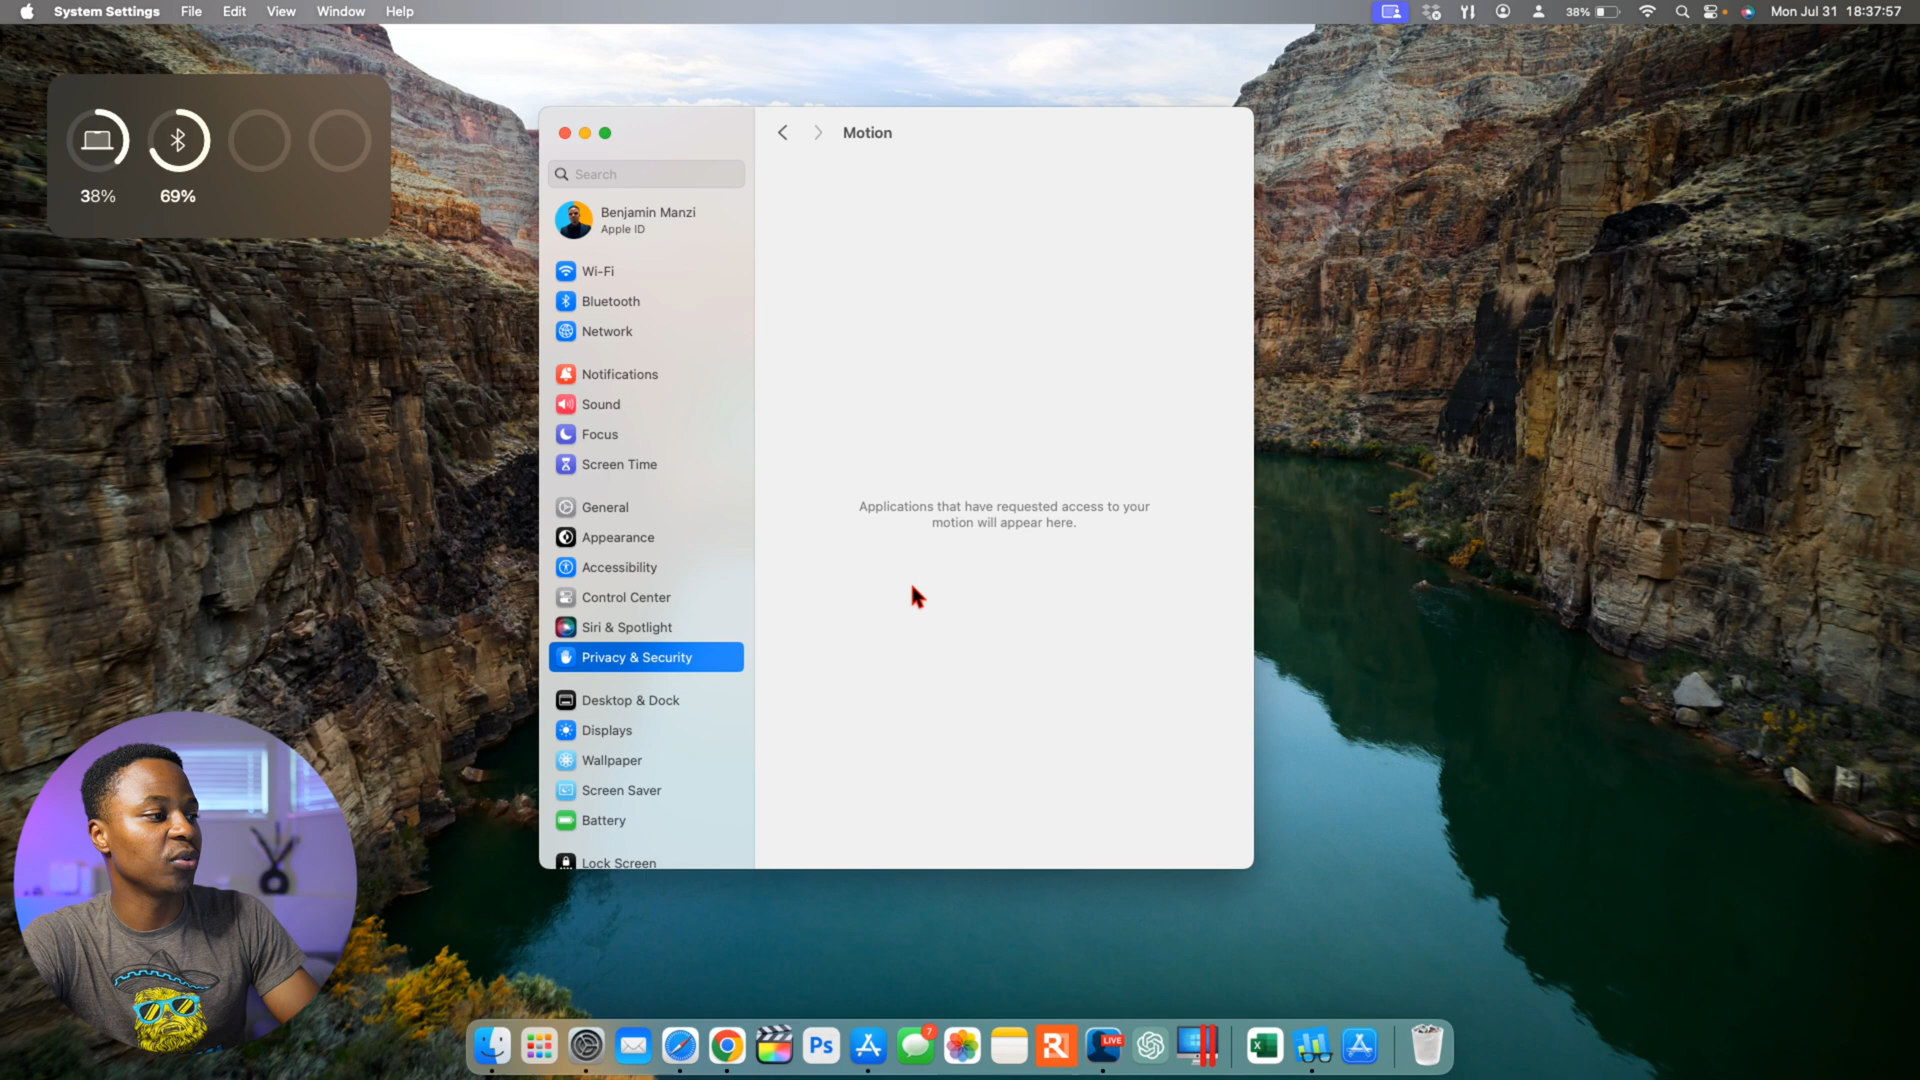 System Settings File Edit View Window Help 38% Mon Jul 31 18:37:57
38% 69%
Motion
Search
Benjamin Manzi
Apple ID
Wi-Fi
Bluetooth
Network
Notifications
Sound
Focus
Screen Time
General
Appearance
Accessibility
Control Center
Siri & Spotlight
Privacy & Security
Desktop & Dock
Displays
Wallpaper
Screen Saver
Battery
Lock Screen
Applications that have requested access to your
motion will appear here.
Ps
7
R
LIVE
X